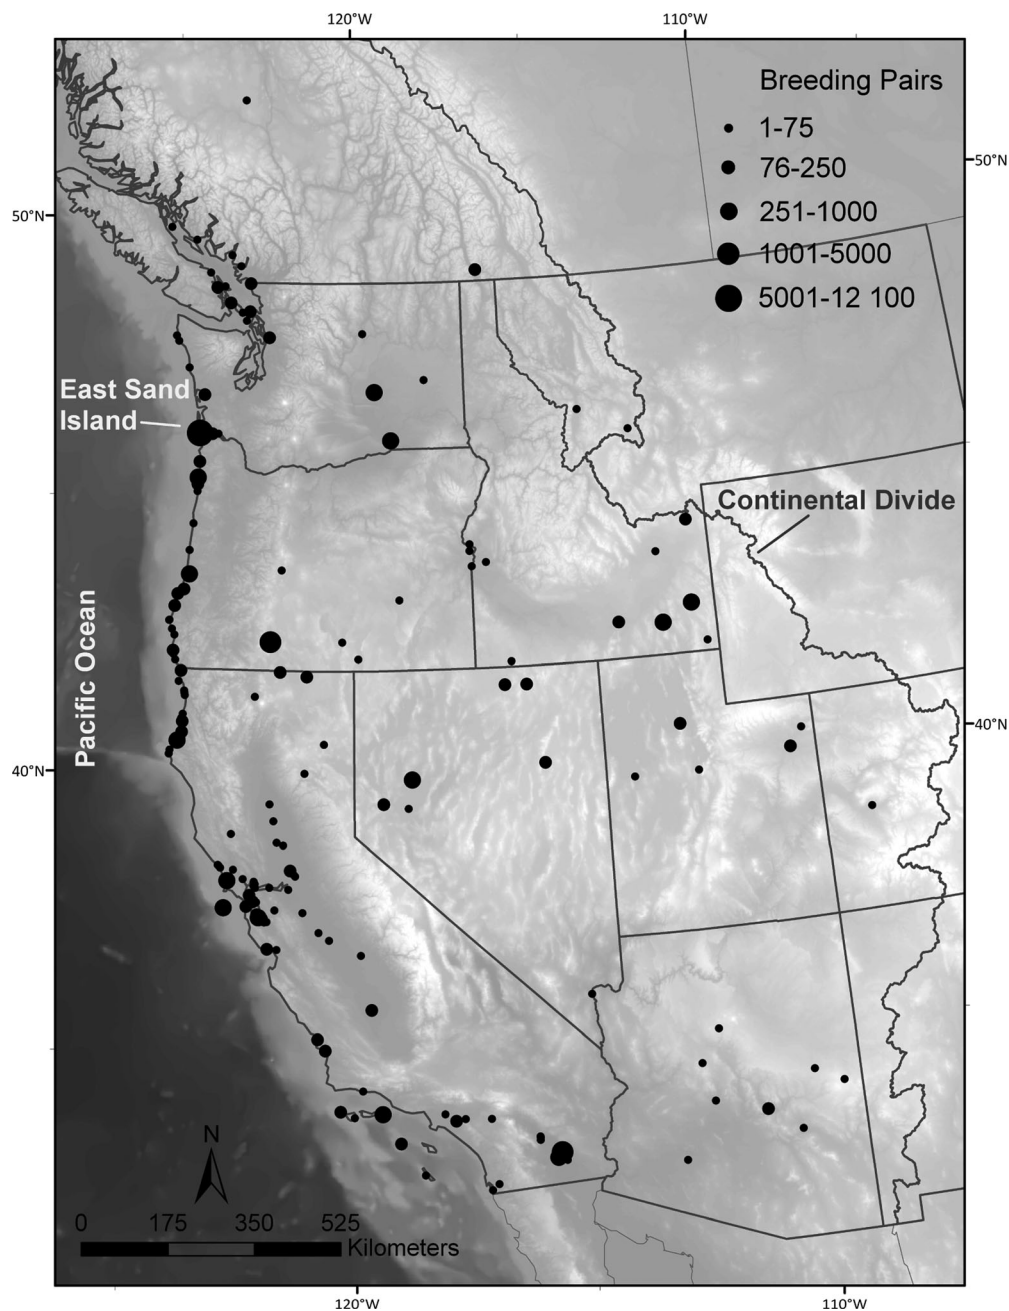 120°W
110°W
Breeding Pairs
1-75
76-250
251-1000
1001-5000
5001-12 100
50°N
50°N
East Sand
Island
Continental Divide
Pacific Ocean
40°N
40°N
N
0 175 350 525
Kilometers
120°W
110°W